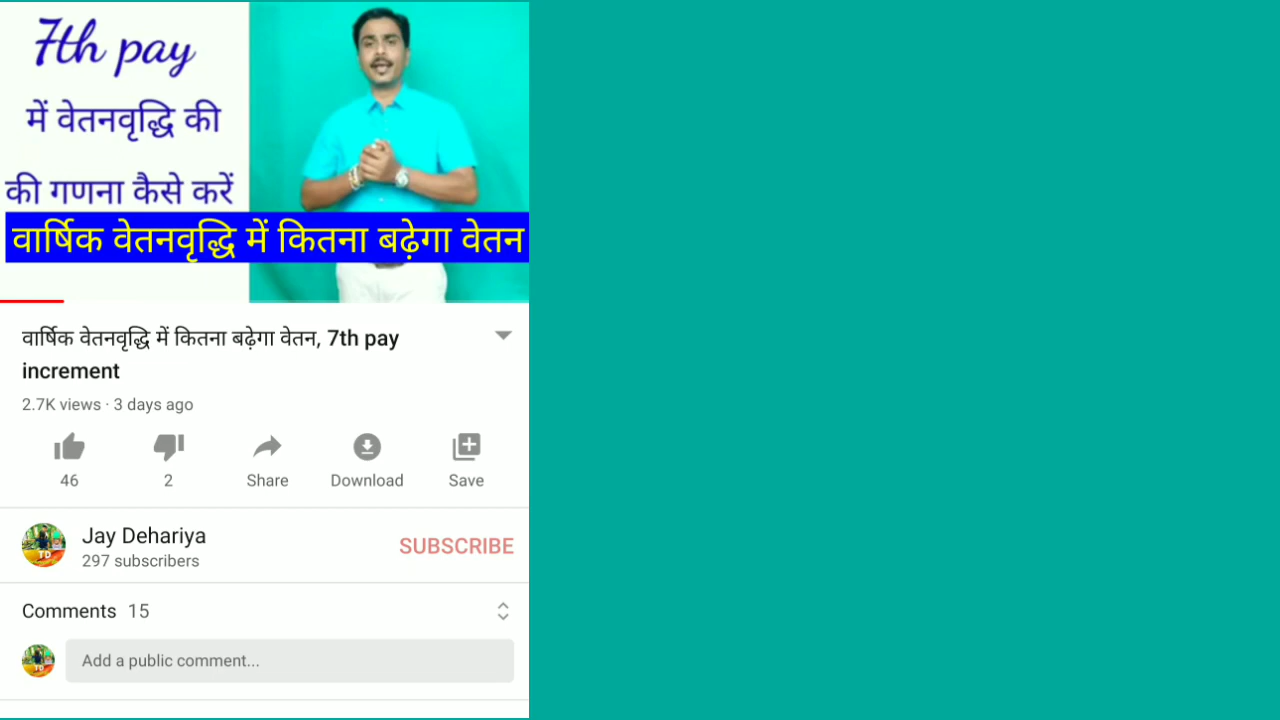 7th pay
में वेतनवृद्धि की
की गणना कैसे करें
वार्षिक वेतनवृद्धि में कितना बढ़ेगा वेतन
वार्षिक वेतनवृद्धि में कितना बढ़ेगा वेतन, 7th pay
increment
2.7K views · 3 days ago
46
2
Share
Download
Save
Jay Dehariya
297 subscribers
SUBSCRIBE
Comments 15
Add a public comment...